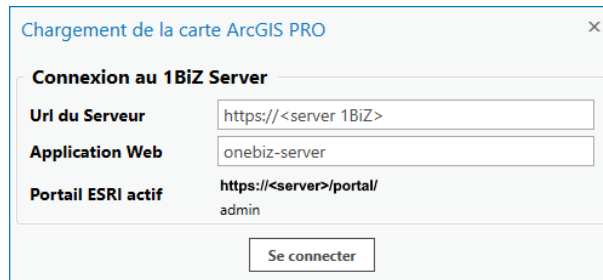 Chargement de la carte ArcGIS PRO
Connexion au 1BiZ Server
Url du Serveur https://<server 1BiZ>
Application Web onebiz-server
Portail ESRI actif https://<server>/portal/
admin
Se connecter